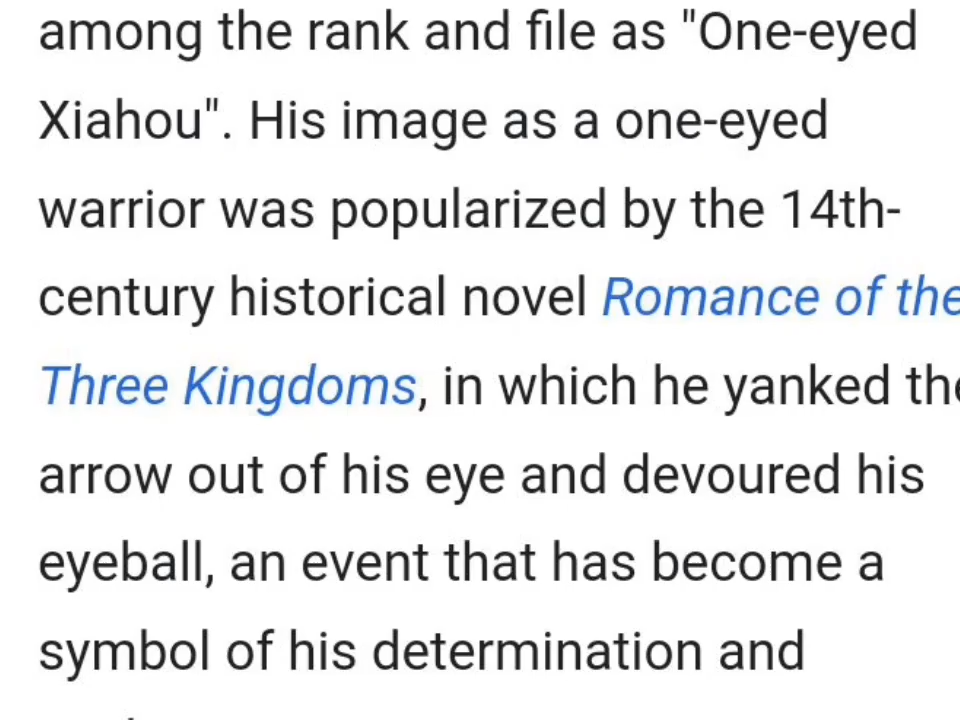 among the rank and file as "One-eyed
Xiahou". His image as a one-eyed
warrior was popularized by the 14th-
century historical novel Romance of the
Three Kingdoms, in which he yanked the
arrow out of his eye and devoured his
eyeball, an event that has become a
symbol of his determination and